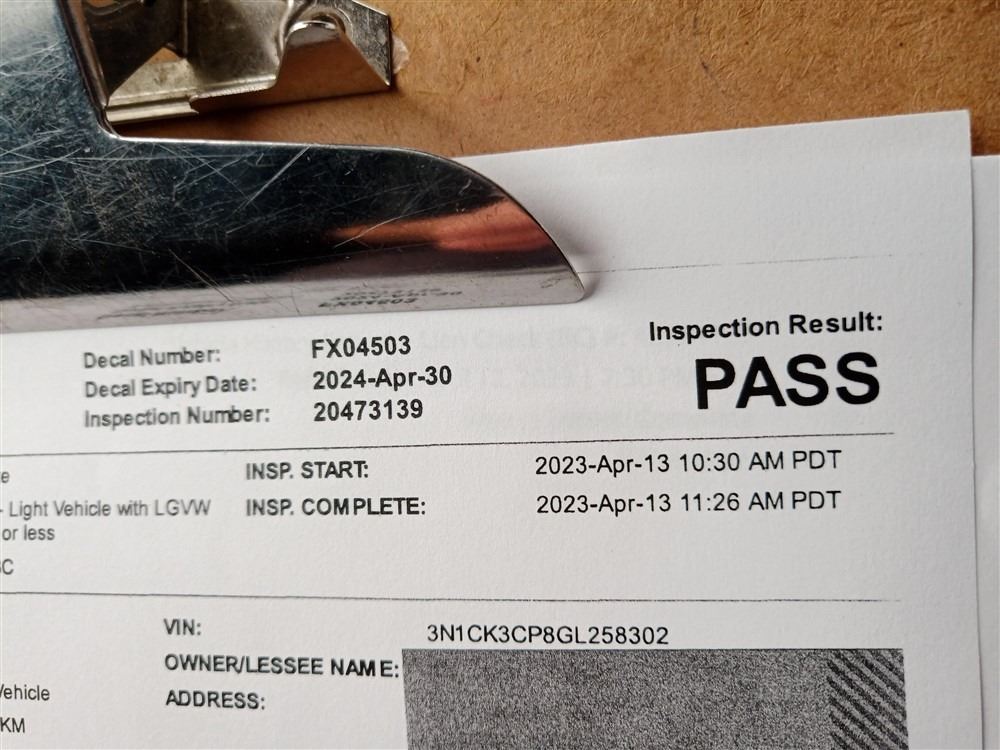 Inspection Result:
PASS
Decal Number: FX04503
Decal Expiry Date: 2024-Apr-30
Inspection Number: 20473139
e INSP. START: 2023-Apr-13 10:30 AM PDT
- Light Vehicle with LGVW INSP. COMPLETE: 2023-Apr-13 11:26 AM PDT
or less
VIN: 3N1CK3CP8GL258302
OWNER/LESSEE NAME:
Vehicle ADDRESS:
KM